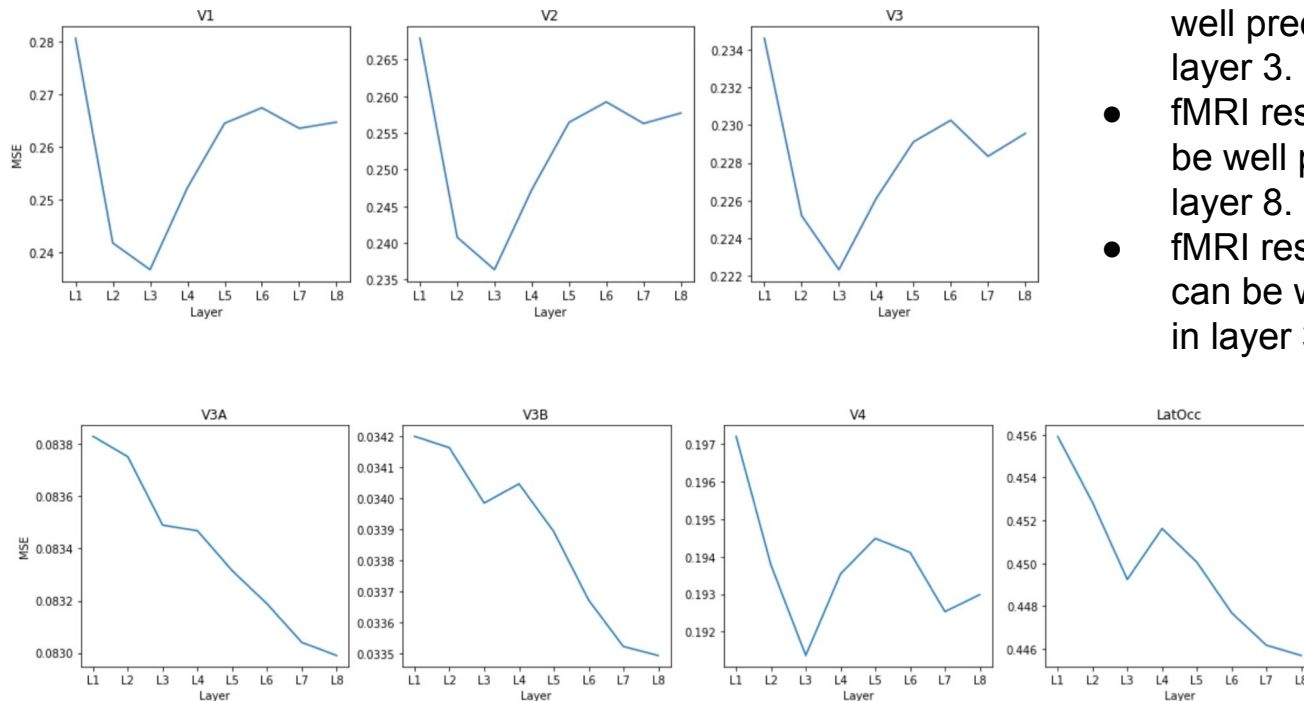 V1
0.28
0.27
0.26
0.25
0.24
MSE
L1 L2 L3 L4 L5 L6 L7 L8
Layer
V2
0.265
0.260
0.255
0.250
0.245
0.240
0.235
L1 L2 L3 L4 L5 L6 L7 L8
Layer
V3
0.234
0.232
0.230
0.228
0.226
0.224
0.222
L1 L2 L3 L4 L5 L6 L7 L8
Layer
well
layer 3.
● fMRI
be well
layer 8.
● fMRI
can be
in layer
V3A
0.0838
0.0836
0.0834
0.0832
0.0830
MSE
L1 L2 L3 L4 L5 L6 L7 L8
Layer
V3B
0.0342
0.0341
0.0340
0.0339
0.0338
0.0337
0.0336
0.0335
L1 L2 L3 L4 L5 L6 L7 L8
Layer
V4
0.197
0.196
0.195
0.194
0.193
0.192
L1 L2 L3 L4 L5 L6 L7 L8
Layer
LatOcc
0.456
0.454
0.452
0.450
0.448
0.446
L1 L2 L3 L4 L5 L6 L7 L8
Layer